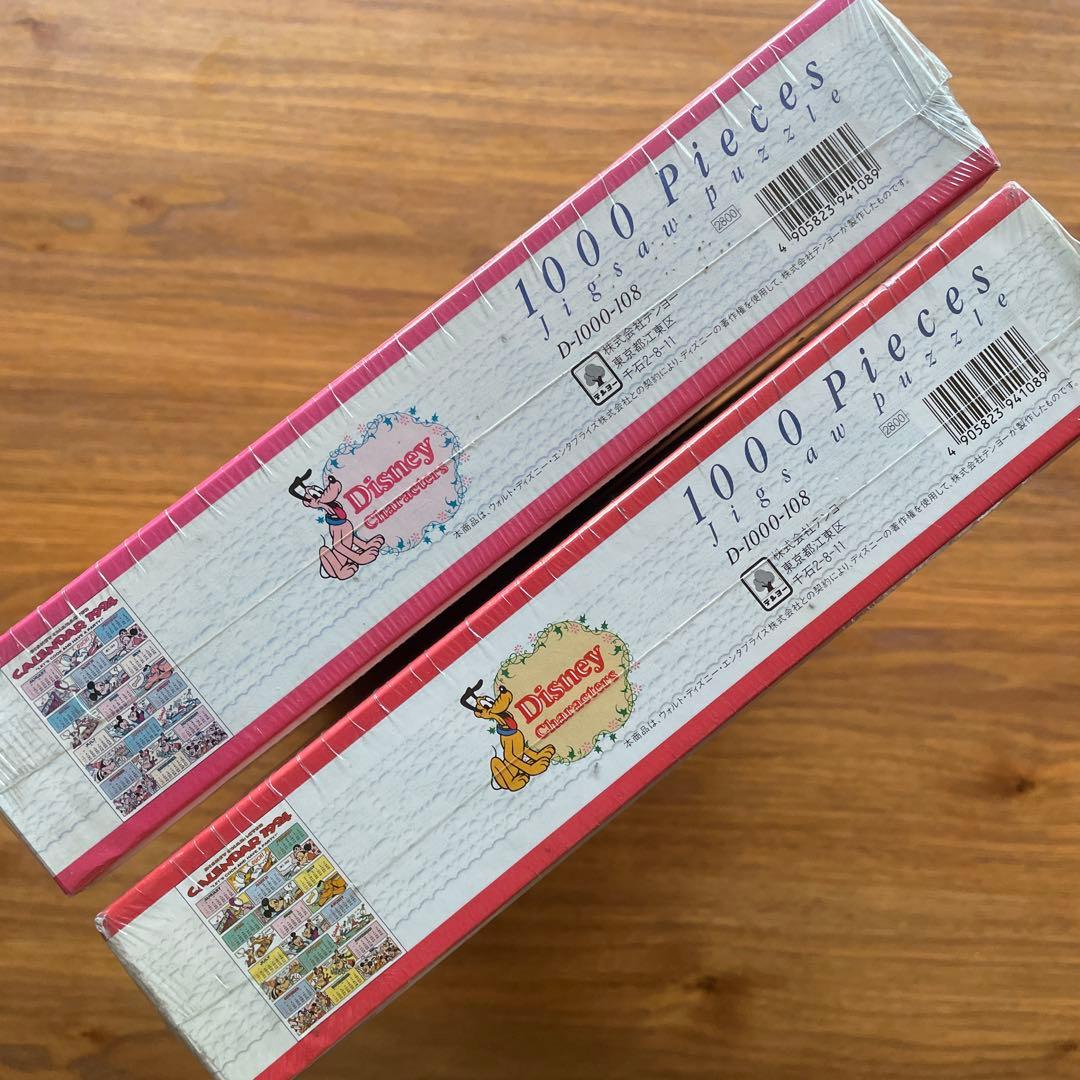 1000 Pieces
Jigsaw puzzle
2800
4 905823 941089
D-1000-108
テンヨー
株式会社テンヨー
東京都江東区
千石2-8-11
本商品は、ウォルト・ディズニー・エンタプライズ株式会社との契約により、ディズニーの著作権を使用して、株式会社テンヨーが製作したものです。
Disney
Characters
CALENDAR 1994
1000 Pieces
Jigsaw puzzle
2800
4 905823 941089
D-1000-108
テンヨー
株式会社テンヨー
東京都江東区
千石2-8-11
本商品は、ウォルト・ディズニー・エンタプライズ株式会社との契約により、ディズニーの著作権を使用して、株式会社テンヨーが製作したものです。
Disney
Characters
CALENDAR 1994